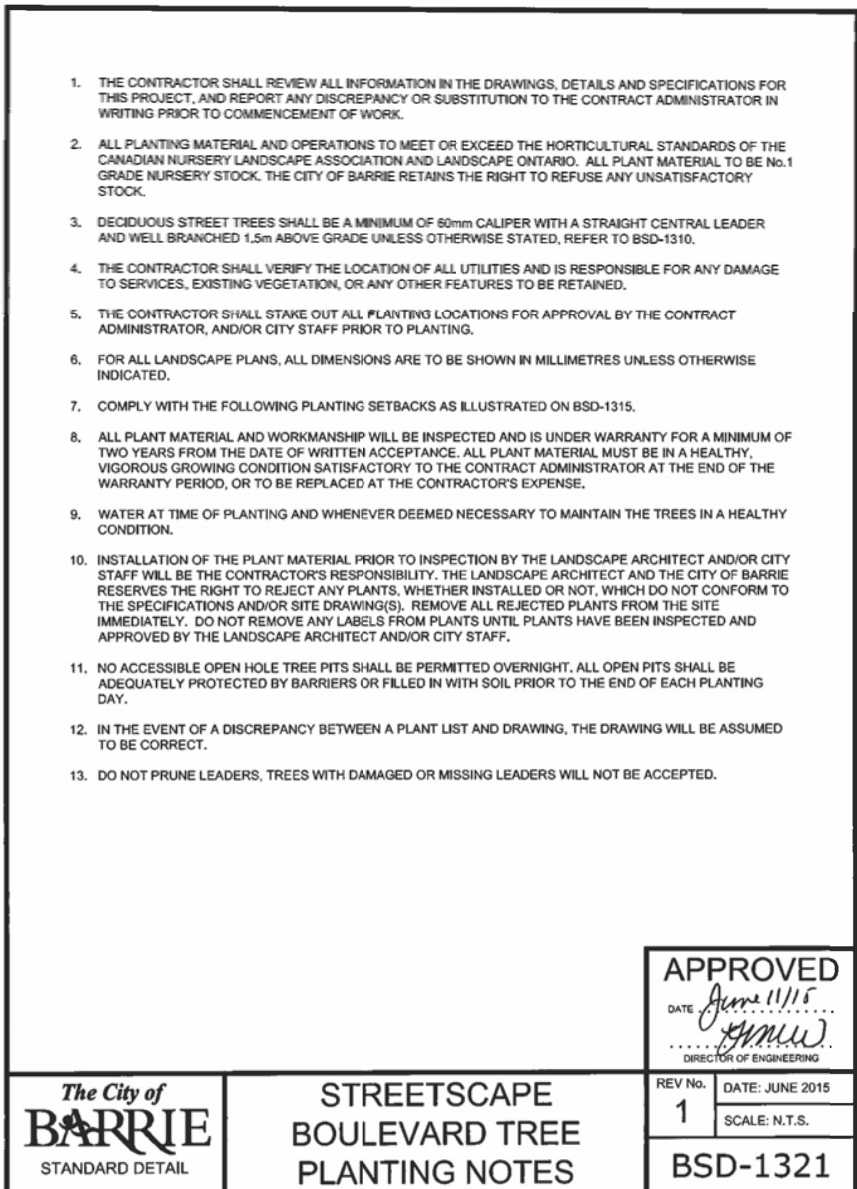 1. THE CONTRACTOR SHALL REVIEW ALL INFORMATION IN THE DRAWINGS, DETAILS AND SPECIFICATIONS FOR
THIS PROJECT, AND REPORT ANY DISCREPANCY OR SUBSTITUTION TO THE CONTRACT ADMINISTRATOR IN
WRITING PRIOR TO COMMENCEMENT OF WORK.
2. ALL PLANTING MATERIAL AND OPERATIONS TO MEET OR EXCEED THE HORTICULTURAL STANDARDS OF THE
CANADIAN NURSERY LANDSCAPE ASSOCIATION AND LANDSCAPE ONTARIO. ALL PLANT MATERIAL TO BE No.1
GRADE NURSERY STOCK. THE CITY OF BARRIE RETAINS THE RIGHT TO REFUSE ANY UNSATISFACTORY
STOCK.
3. DECIDUOUS STREET TREES SHALL BE A MINIMUM OF 60mm CALIPER WITH A STRAIGHT CENTRAL LEADER
AND WELL BRANCHED 1.5m ABOVE GRADE UNLESS OTHERWISE STATED, REFER TO BSD-1310.
4. THE CONTRACTOR SHALL VERIFY THE LOCATION OF ALL UTILITIES AND IS RESPONSIBLE FOR ANY DAMAGE
TO SERVICES, EXISTING VEGETATION, OR ANY OTHER FEATURES TO BE RETAINED.
5. THE CONTRACTOR SHALL STAKE OUT ALL PLANTING LOCATIONS FOR APPROVAL BY THE CONTRACT
ADMINISTRATOR, AND/OR CITY STAFF PRIOR TO PLANTING.
6. FOR ALL LANDSCAPE PLANS, ALL DIMENSIONS ARE TO BE SHOWN IN MILLIMETRES UNLESS OTHERWISE
INDICATED.
7. COMPLY WITH THE FOLLOWING PLANTING SETBACKS AS ILLUSTRATED ON BSD-1315.
8. ALL PLANT MATERIAL AND WORKMANSHIP WILL BE INSPECTED AND IS UNDER WARRANTY FOR A MINIMUM OF
TWO YEARS FROM THE DATE OF WRITTEN ACCEPTANCE. ALL PLANT MATERIAL MUST BE IN A HEALTHY,
VIGOROUS GROWING CONDITION SATISFACTORY TO THE CONTRACT ADMINISTRATOR AT THE END OF THE
WARRANTY PERIOD, OR TO BE REPLACED AT THE CONTRACTOR'S EXPENSE.
9. WATER AT TIME OF PLANTING AND WHENEVER DEEMED NECESSARY TO MAINTAIN THE TREES IN A HEALTHY
CONDITION.
10. INSTALLATION OF THE PLANT MATERIAL PRIOR TO INSPECTION BY THE LANDSCAPE ARCHITECT AND/OR CITY
STAFF WILL BE THE CONTRACTOR'S RESPONSIBILITY. THE LANDSCAPE ARCHITECT AND THE CITY OF BARRIE
RESERVES THE RIGHT TO REJECT ANY PLANTS, WHETHER INSTALLED OR NOT, WHICH DO NOT CONFORM TO
THE SPECIFICATIONS AND/OR SITE DRAWING(S). REMOVE ALL REJECTED PLANTS FROM THE SITE
IMMEDIATELY. DO NOT REMOVE ANY LABELS FROM PLANTS UNTIL PLANTS HAVE BEEN INSPECTED AND
APPROVED BY THE LANDSCAPE ARCHITECT AND/OR CITY STAFF.
11. NO ACCESSIBLE OPEN HOLE TREE PITS SHALL BE PERMITTED OVERNIGHT. ALL OPEN PITS SHALL BE
ADEQUATELY PROTECTED BY BARRIERS OR FILLED IN WITH SOIL PRIOR TO THE END OF EACH PLANTING
DAY.
12. IN THE EVENT OF A DISCREPANCY BETWEEN A PLANT LIST AND DRAWING, THE DRAWING WILL BE ASSUMED
TO BE CORRECT.
13. DO NOT PRUNE LEADERS, TREES WITH DAMAGED OR MISSING LEADERS WILL NOT BE ACCEPTED.
APPROVED
DATE June 11/15
DIRECTOR OF ENGINEERING
The City of
BARRIE
STANDARD DETAIL
STREETSCAPE
BOULEVARD TREE
PLANTING NOTES
REV No.
1
DATE: JUNE 2015
SCALE: N.T.S.
BSD-1321